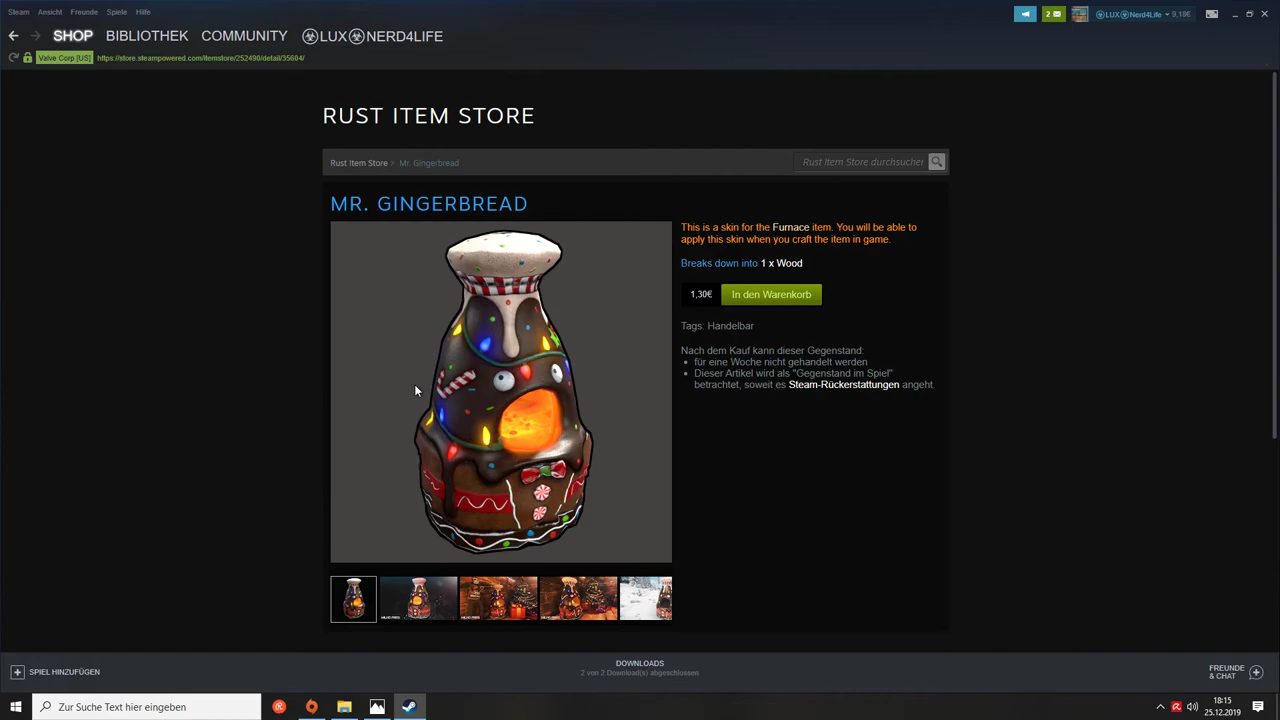 Steam Ansicht Freunde Spiele Hilfe
2
LUX Nerd4Life 9,18€
SHOP BIBLIOTHEK COMMUNITY LUX NERD4LIFE
Valve Corp [US] https://store.steampowered.com/itemstore/252490/detail/35604/
RUST ITEM STORE
Rust Item Store > Mr. Gingerbread
Rust Item Store durchsuchen
MR. GINGERBREAD
This is a skin for the Furnace item. You will be able to
apply this skin when you craft the item in game.
Breaks down into 1 x Wood
1,30€ In den Warenkorb
Tags: Handelbar
Nach dem Kauf kann dieser Gegenstand:
für eine Woche nicht gehandelt werden
Dieser Artikel wird als "Gegenstand im Spiel"
betrachtet, soweit es Steam-Rückerstattungen angeht.
SPIEL HINZUFÜGEN
DOWNLOADS
2 von 2 Download(s) abgeschlossen
FREUNDE
& CHAT
Zur Suche Text hier eingeben
18:15
25.12.2019